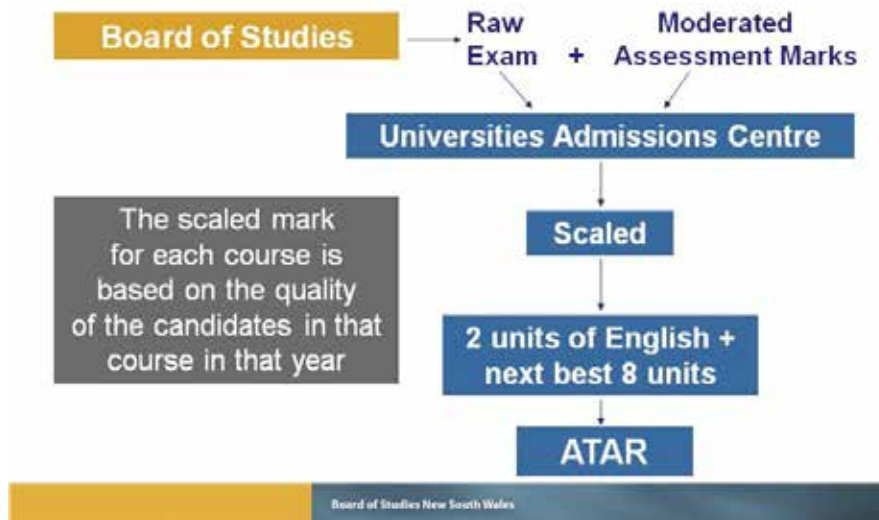 Board of Studies
Raw
Exam
+
Moderated
Assessment Marks
Universities Admissions Centre
The scaled mark
for each course is
based on the quality
of the candidates in that
course in that year
Scaled
2 units of English +
next best 8 units
ATAR
Board of Studies New South Wales